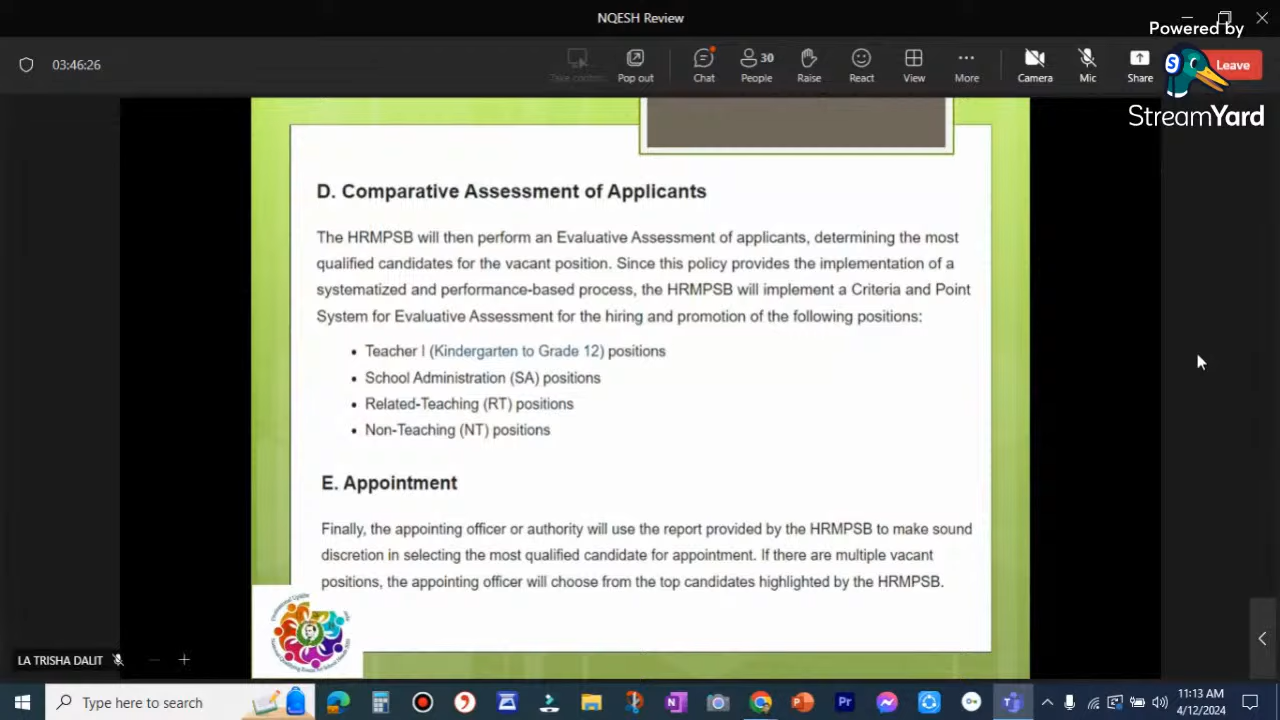 NQESH Review
Powered by
StreamYard
03:46:26
Take control
Pop out
Chat
30
People
Raise
React
View
More
Camera
Mic
Share
Leave
D. Comparative Assessment of Applicants
The HRMPSB will then perform an Evaluative Assessment of applicants, determining the most
qualified candidates for the vacant position. Since this policy provides the implementation of a
systematized and performance-based process, the HRMPSB will implement a Criteria and Point
System for Evaluative Assessment for the hiring and promotion of the following positions:
• Teacher I (Kindergarten to Grade 12) positions
• School Administration (SA) positions
• Related-Teaching (RT) positions
• Non-Teaching (NT) positions
E. Appointment
Finally, the appointing officer or authority will use the report provided by the HRMPSB to make sound
discretion in selecting the most qualified candidate for appointment. If there are multiple vacant
positions, the appointing officer will choose from the top candidates highlighted by the HRMPSB.
LA TRISHA DALIT
Type here to search
Pr
11:13 AM
4/12/2024